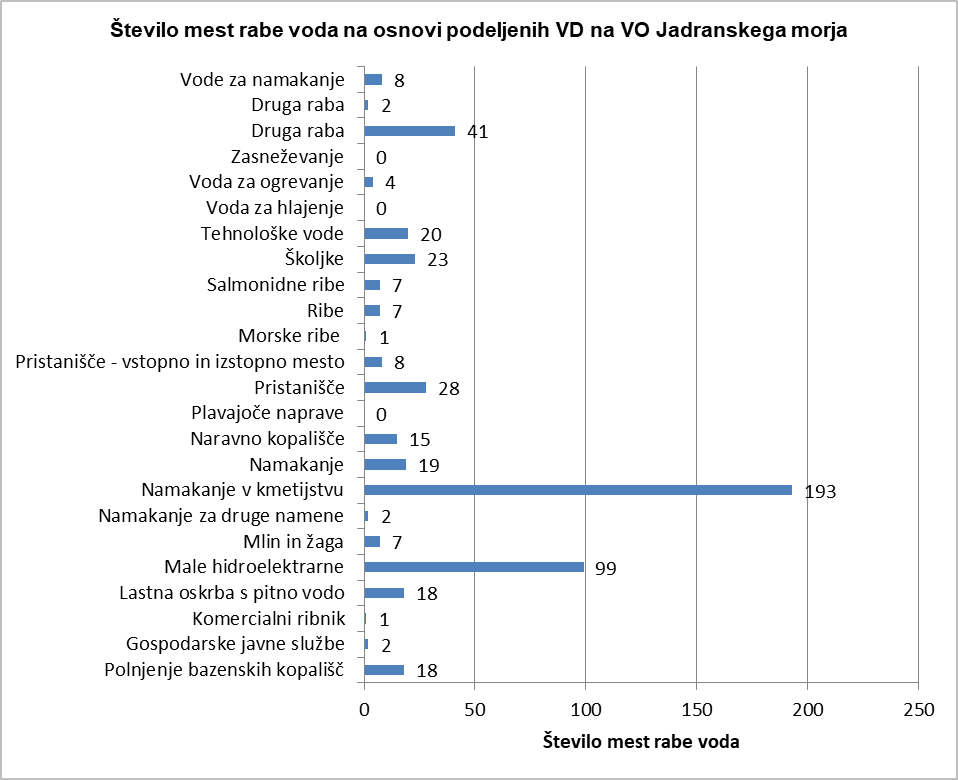 Število mest rabe voda na osnovi podeljenih VD na VO Jadranskega morja
Vode za namakanje 8
Druga raba 2
Druga raba 41
Zasneževanje 0
Voda za ogrevanje 4
Voda za hlajenje 0
Tehnološke vode 20
Školjke 23
Salmonidne ribe 7
Ribe 7
Morske ribe 1
Pristanišče - vstopno in izstopno mesto 8
Pristanišče 28
Plavajoče naprave 0
Naravno kopališče 15
Namakanje 19
Namakanje v kmetijstvu 193
Namakanje za druge namene 2
Mlin in žaga 7
Male hidroelektrarne 99
Lastna oskrba s pitno vodo 18
Komercialni ribnik 1
Gospodarske javne službe 2
Polnjenje bazenskih kopališč 18
0 50 100 150 200 250
Število mest rabe voda